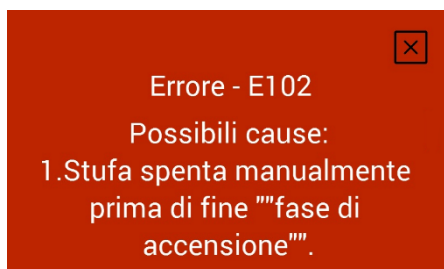 Errore - E102
Possibili cause:
1.Stufa spenta manualmente
prima di fine ""fase di
accensione"".